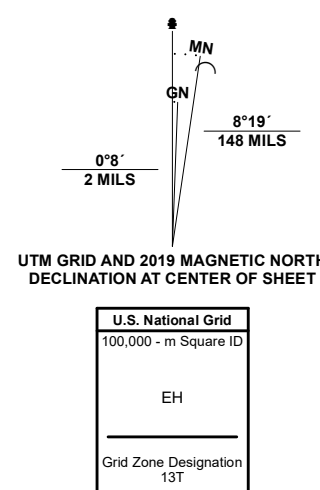 MN
GN
8°19´
148 MILS
0°8´
2 MILS
UTM GRID AND 2019 MAGNETIC NORTH
DECLINATION AT CENTER OF SHEET
U.S. National Grid
100,000 - m Square ID
EH
Grid Zone Designation
13T